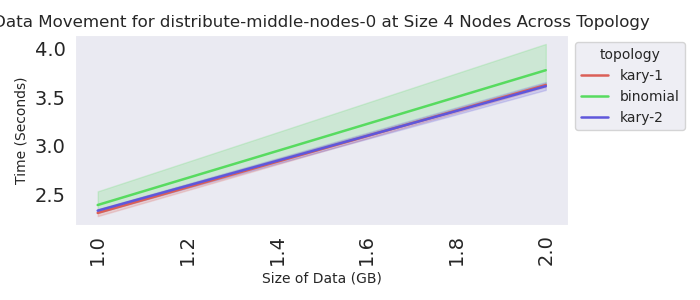 Data Movement for distribute-middle-nodes-0 at Size 4 Nodes Across Topology
4.0
3.5
3.0
2.5
Time (Seconds)
1.0
1.2
1.4
1.6
1.8
2.0
Size of Data (GB)
topology
kary-1
binomial
kary-2